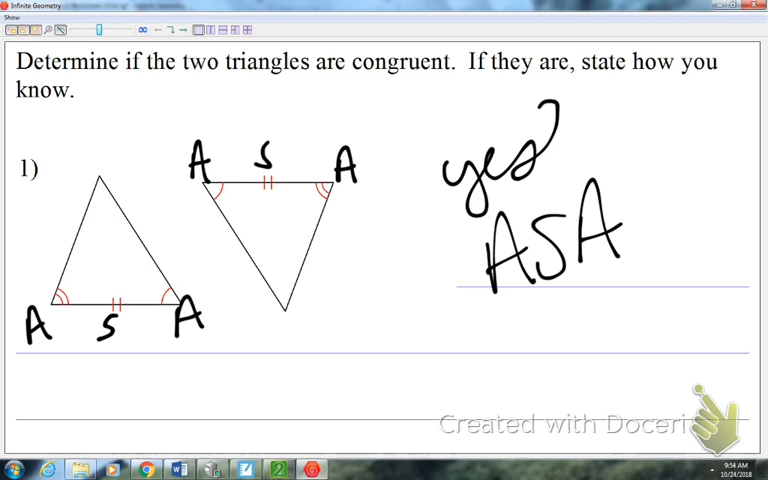 Infinite Geometry
Show
Determine if the two triangles are congruent. If they are, state how you
know.
1)
A S A
A S A
yes
ASA
Created with Doceri
9:54 AM
10/24/2018